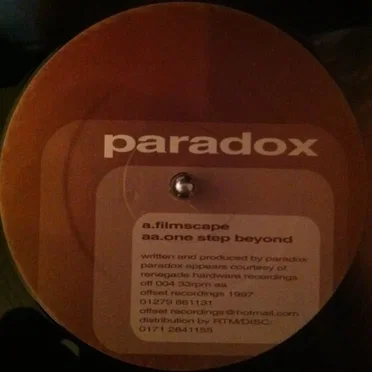 paradox
a.filmscape
aa.one step beyond
written and produced by paradox
paradox appears courtesy of
renegade hardware recordings
off 004 33rpm aa
offset recordings 1997
01279 861131
offset recordings@hotmail.com
distribution by RTM/DISC:
0171 2841155